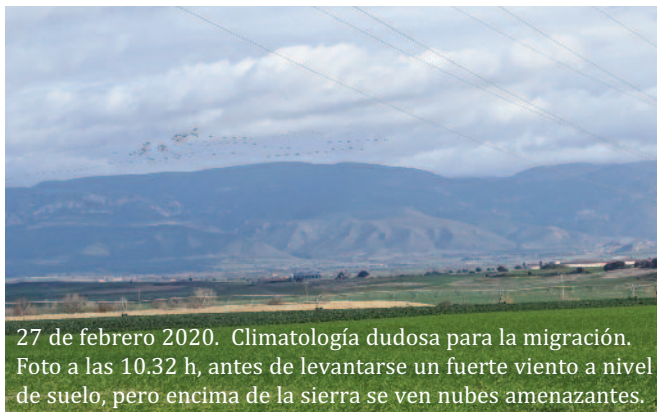 27 de febrero 2020.  Climatología dudosa para la migración.
Foto a las 10.32 h, antes de levantarse un fuerte viento a nivel
de suelo, pero encima de la sierra se ven nubes amenazantes.